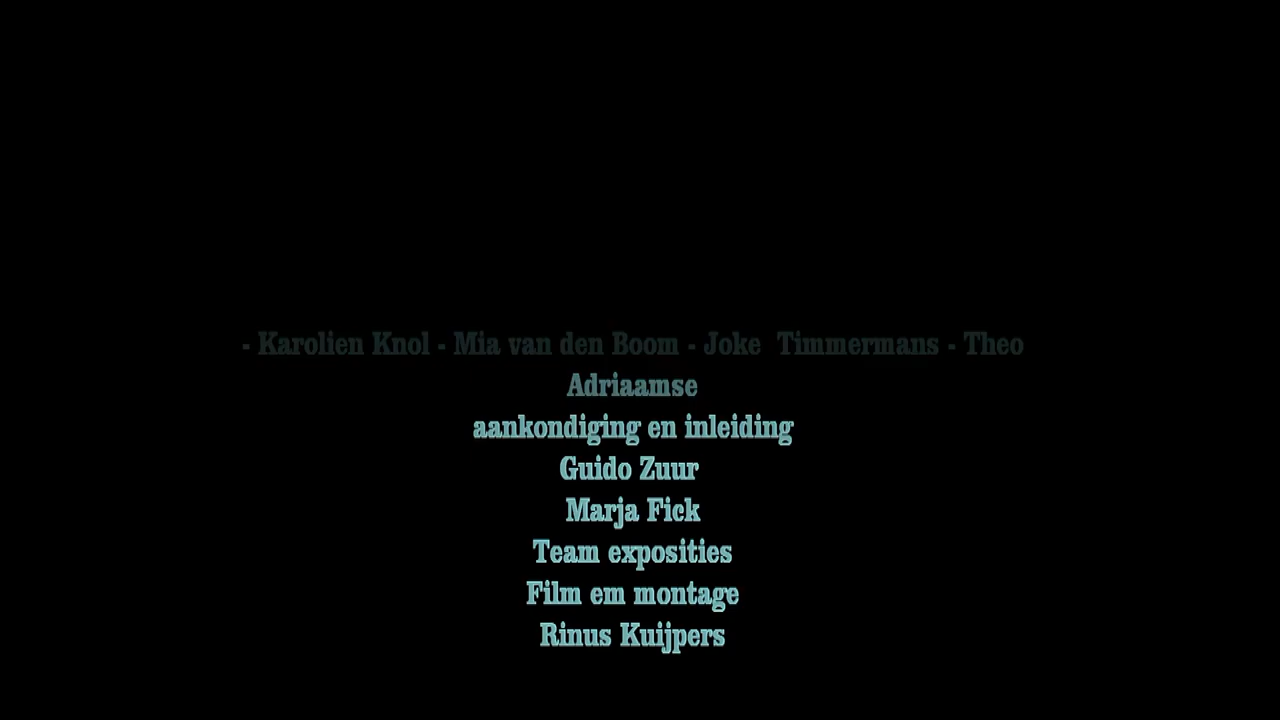 - Karolien Knol - Mia van den Boom - Joke  Timmermans - Theo
Adriaamse
aankondiging en inleiding
Guido Zuur
Marja Fick
Team exposities
Film em montage
Rinus Kuijpers